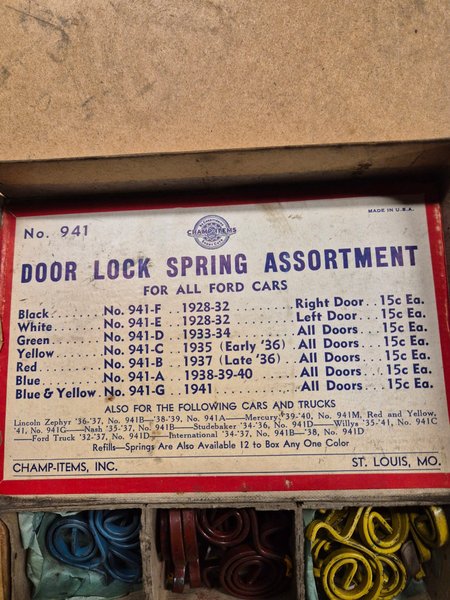 No. 941
CHAMP-ITEMS
MADE IN U.S.A.
DOOR LOCK SPRING ASSORTMENT
FOR ALL FORD CARS
Black......... No. 941-F .. 1928-32 ........... Right Door .. 15c Ea.
White......... No. 941-E .. 1928-32 ........... Left Door ... 15c Ea.
Green......... No. 941-D .. 1933-34 ........... All Doors ... 15c Ea.
Yellow........ No. 941-C .. 1935 (Early '36) .. All Doors ... 15c Ea.
Red........... No. 941-B .. 1937 (Late '36) ... All Doors ... 15c Ea.
Blue.......... No. 941-A .. 1938-39-40 ........ All Doors ... 15c Ea.
Blue & Yellow. No. 941-G .. 1941 .............. All Doors ... 15c Ea.
ALSO FOR THE FOLLOWING CARS AND TRUCKS
Lincoln Zephyr '36-'37, No. 941B—'38-'39, No. 941A—Mercury '39-'40, No. 941M, Red and Yellow,
'41, No. 941G—Nash '35-'37, No. 941B—Studebaker '34-'36, No. 941D—Willys '35-'41, No. 941C
—Ford Truck '32-'37, No. 941D—International '34-'37, No. 941B—'38, No. 941D
Refills—Springs Are Also Available 12 to Box Any One Color
CHAMP-ITEMS, INC. ST. LOUIS, MO.